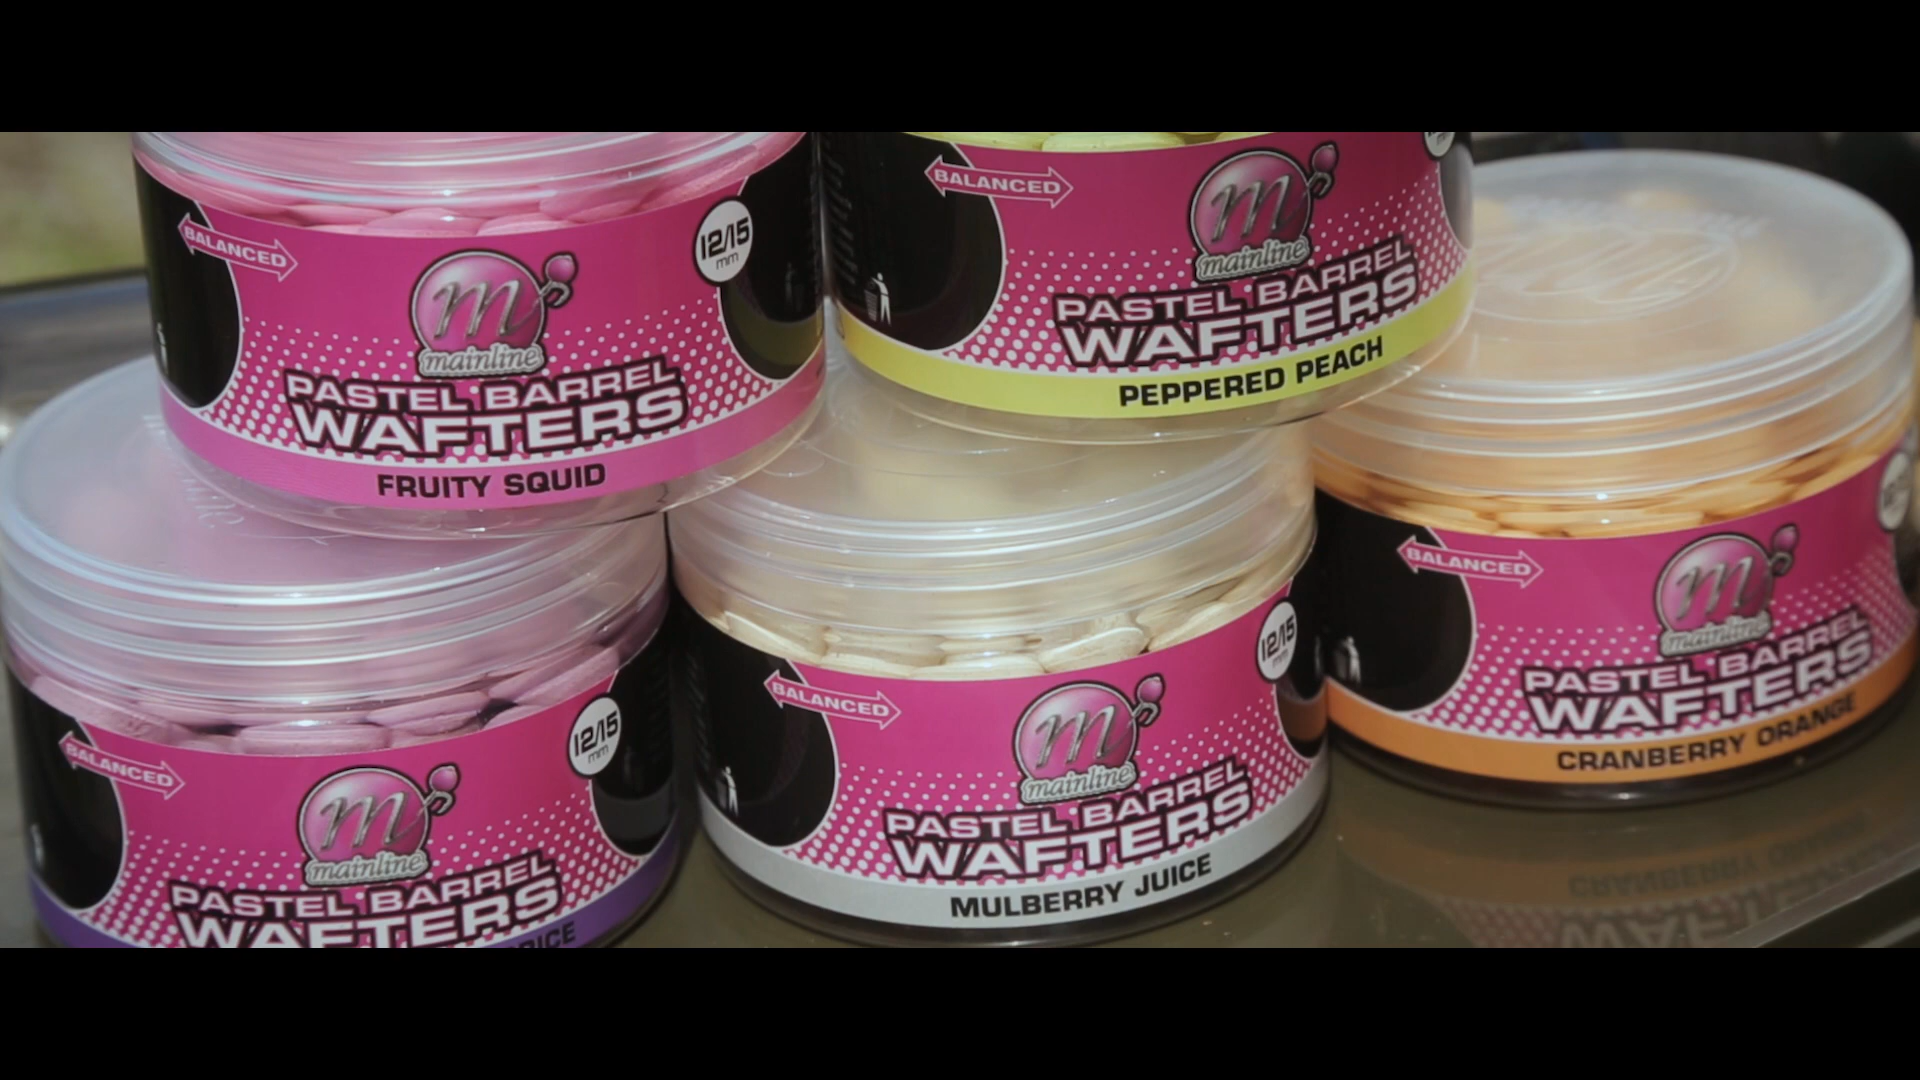 BALANCED
12/15
mm
m
mainline
PASTEL BARREL
WAFTERS
FRUITY SQUID
BALANCED
m
mainline
PASTEL BARREL
WAFTERS
PEPPERED PEACH
BALANCED
12/15
mm
m
mainline
PASTEL BARREL
WAFTERS
BALANCED
12/15
mm
m
mainline
PASTEL BARREL
WAFTERS
MULBERRY JUICE
BALANCED
m
mainline
PASTEL BARREL
WAFTERS
CRANBERRY ORANGE